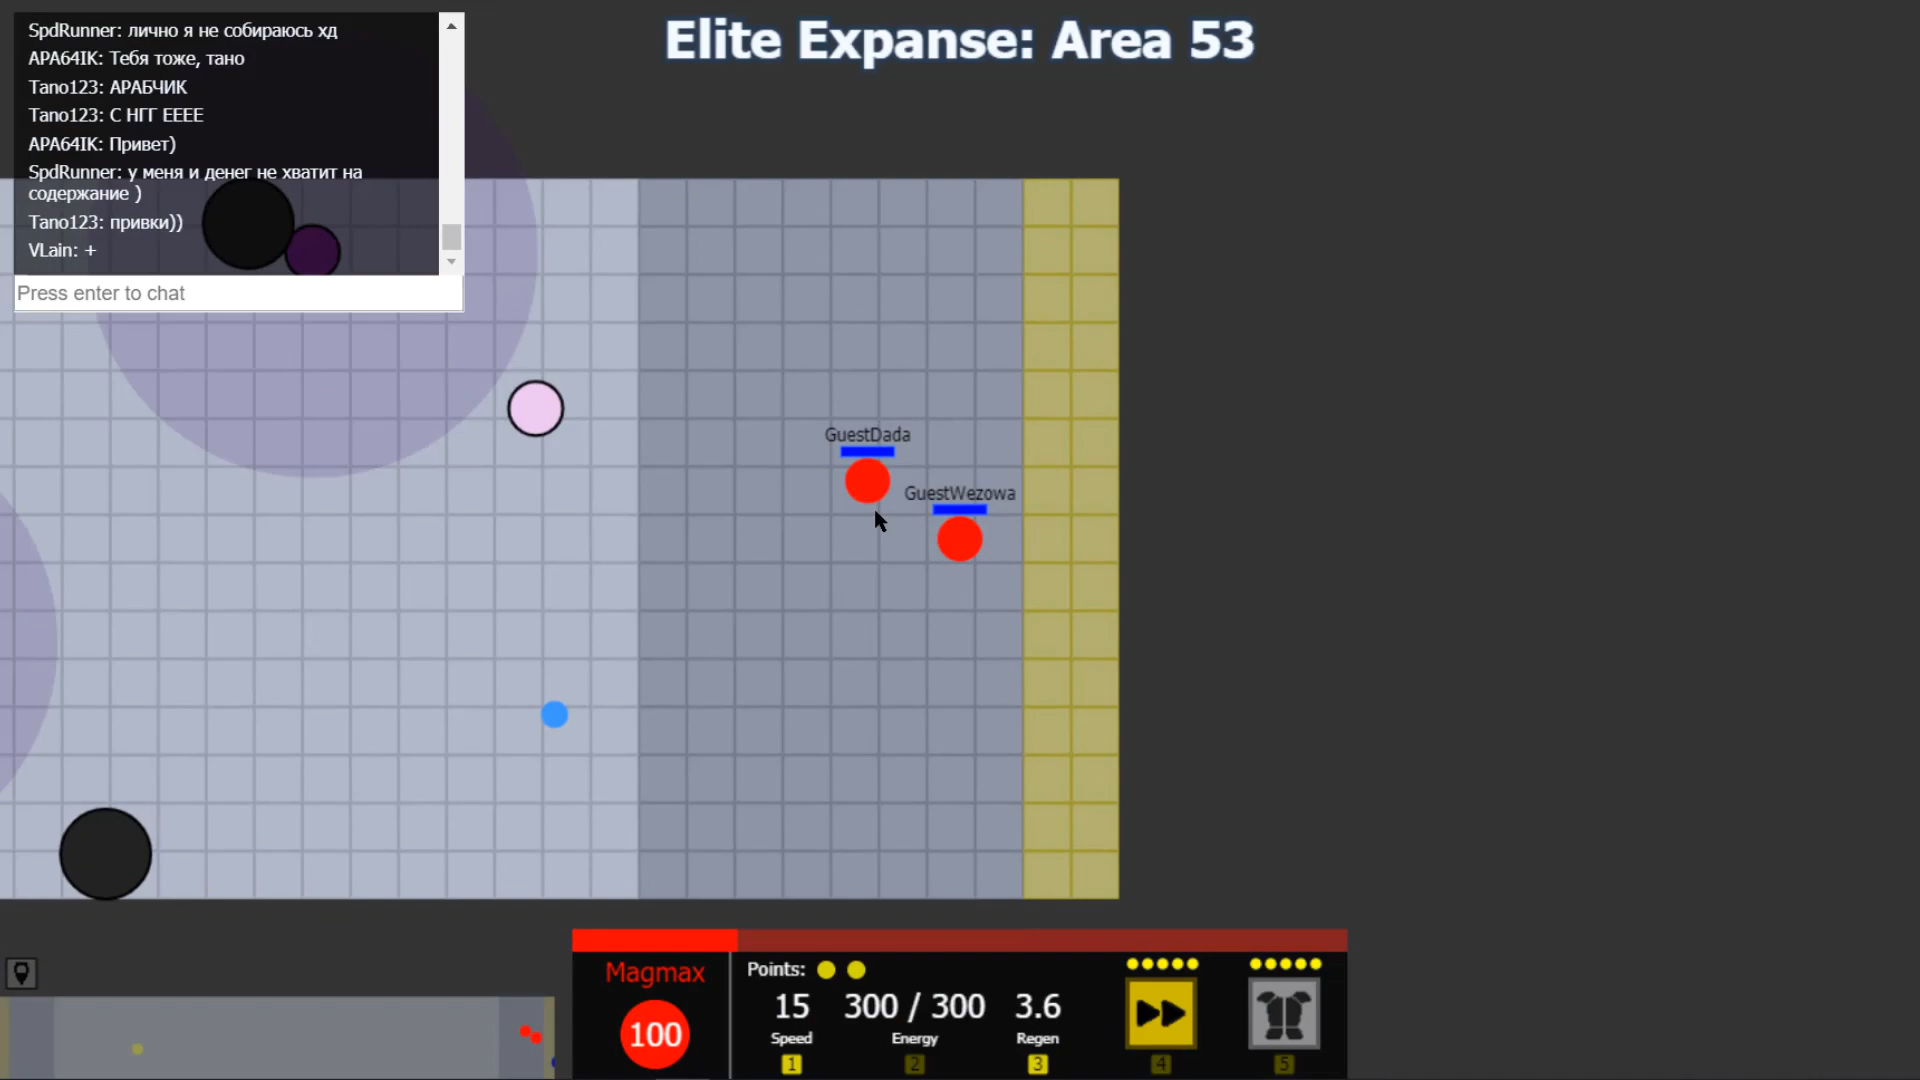 SpdRunner: лично я не собираюсь хд
APA64IK: Тебя тоже, тано
Tano123: АРАБЧИК
Tano123: С НГГ ЕЕЕЕ
APA64IK: Привет)
SpdRunner: у меня и денег не хватит на
содержание )
Tano123: привки))
VLain: +
Press enter to chat
Elite Expanse: Area 53
GuestDada
GuestWezowa
Magmax
100
Points:
15
300 / 300
3.6
Speed
Energy
Regen
1
2
3
4
5